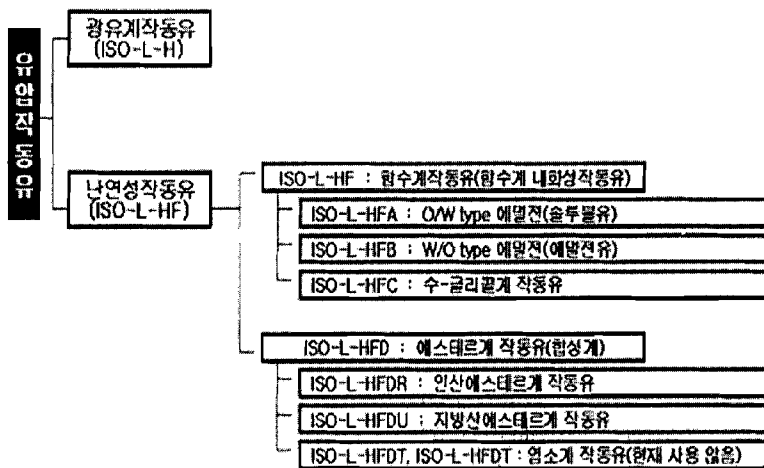 유압작동유
광유계작동유
(ISO-L-H)
난연성작동유
(ISO-L-HF)
ISO-L-HF : 함수계작동유(함수계 내화성작동유)
ISO-L-HFA : O/W type 에멀젼(솔루블유)
ISO-L-HFB : W/O type 에멀젼(에말젼유)
ISO-L-HFC : 수-글리콜계 작동유
ISO-L-HFD : 에스테르계 작동유(합성계)
ISO-L-HFDR : 인산에스테르계 작동유
ISO-L-HFDU : 지방산에스테르계 작동유
ISO-L-HFDT, ISO-L-HFDT : 염소계 작동유(현재 사용 않음)